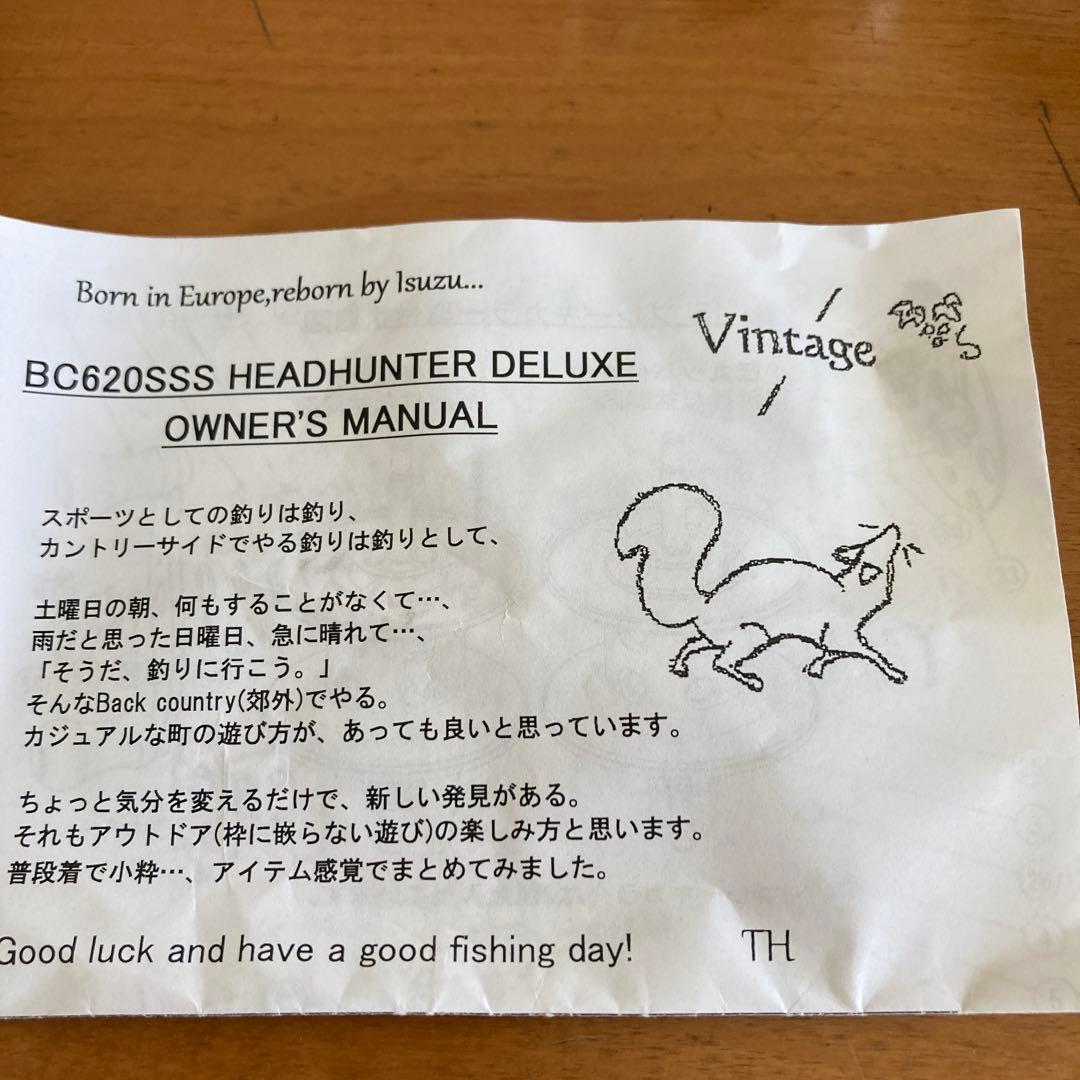 Born in Europe,reborn by Isuzu...
Vintage
BC620SSS HEADHUNTER DELUXE
OWNER'S MANUAL
スポーツとしての釣りは釣り、
カントリーサイドでやる釣りは釣りとして、
土曜日の朝、何もすることがなくて…、
雨だと思った日曜日、急に晴れて…、
「そうだ、釣りに行こう。」
そんなBack country(郊外)でやる。
カジュアルな町の遊び方が、あっても良いと思っています。
ちょっと気分を変えるだけで、新しい発見がある。
それもアウトドア(枠に嵌らない遊び)の楽しみ方と思います。
普段着で小粋…、アイテム感覚でまとめてみました。
Good luck and have a good fishing day!
TH